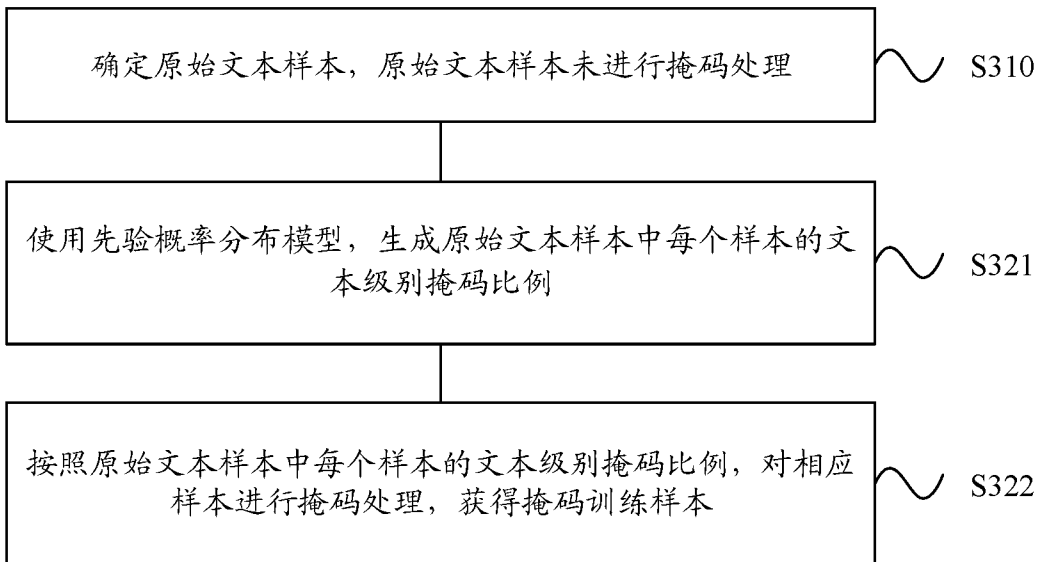 确定原始文本样本，原始文本样本未进行掩码处理
S310
使用先验概率分布模型，生成原始文本样本中每个样本的文
本级别掩码比例
S321
按照原始文本样本中每个样本的文本级别掩码比例，对相应
样本进行掩码处理，获得掩码训练样本
S322